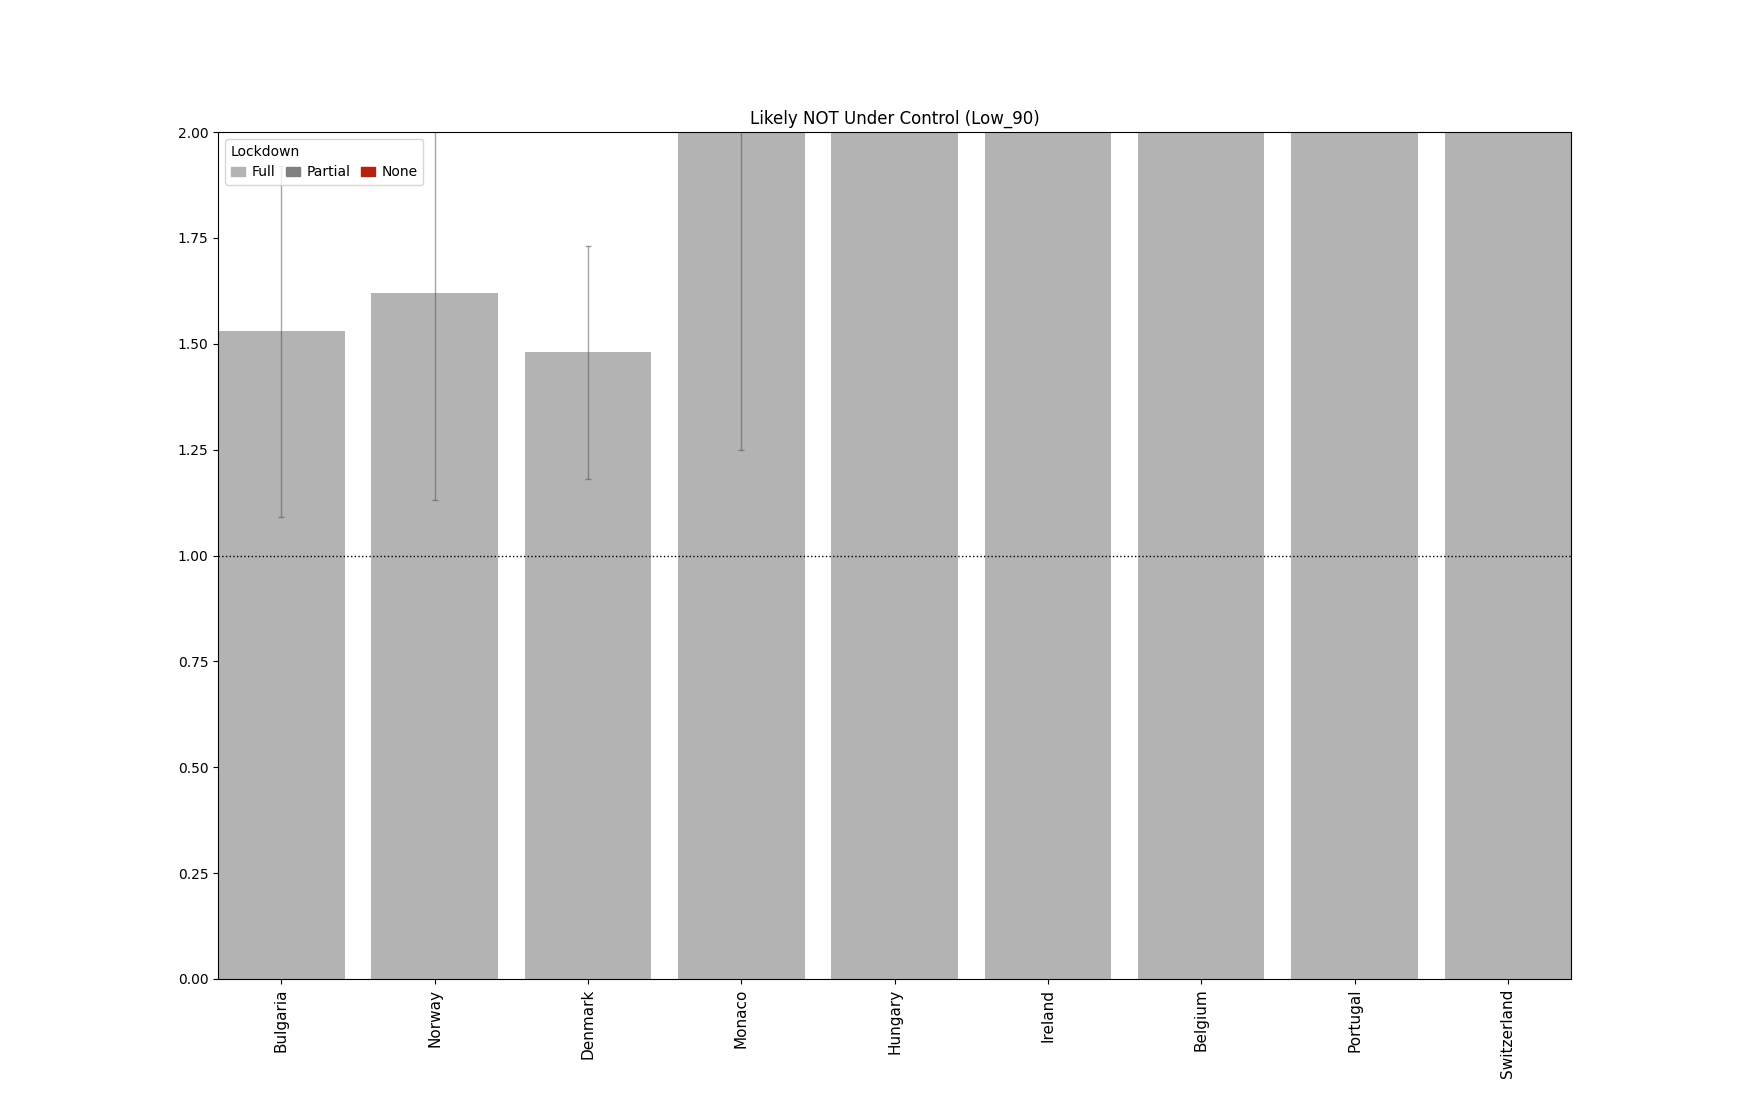 Likely NOT Under Control (Low_90)
Lockdown
Full Partial None
2.00
1.75
1.50
1.25
1.00
0.75
0.50
0.25
0.00
Bulgaria
Norway
Denmark
Monaco
Hungary
Ireland
Belgium
Portugal
Switzerland